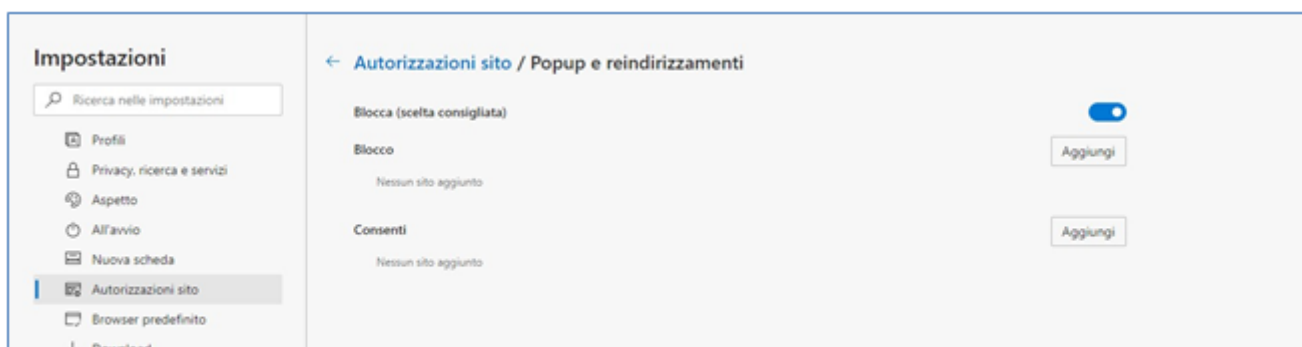 Impostazioni
Ricerca nelle impostazioni
Profili
Privacy, ricerca e servizi
Aspetto
All'avvio
Nuova scheda
Autorizzazioni sito
Browser predefinito
Download
← Autorizzazioni sito / Popup e reindirizzamenti
Blocca (scelta consigliata)
Blocco
Aggiungi
Nessun sito aggiunto
Consenti
Aggiungi
Nessun sito aggiunto